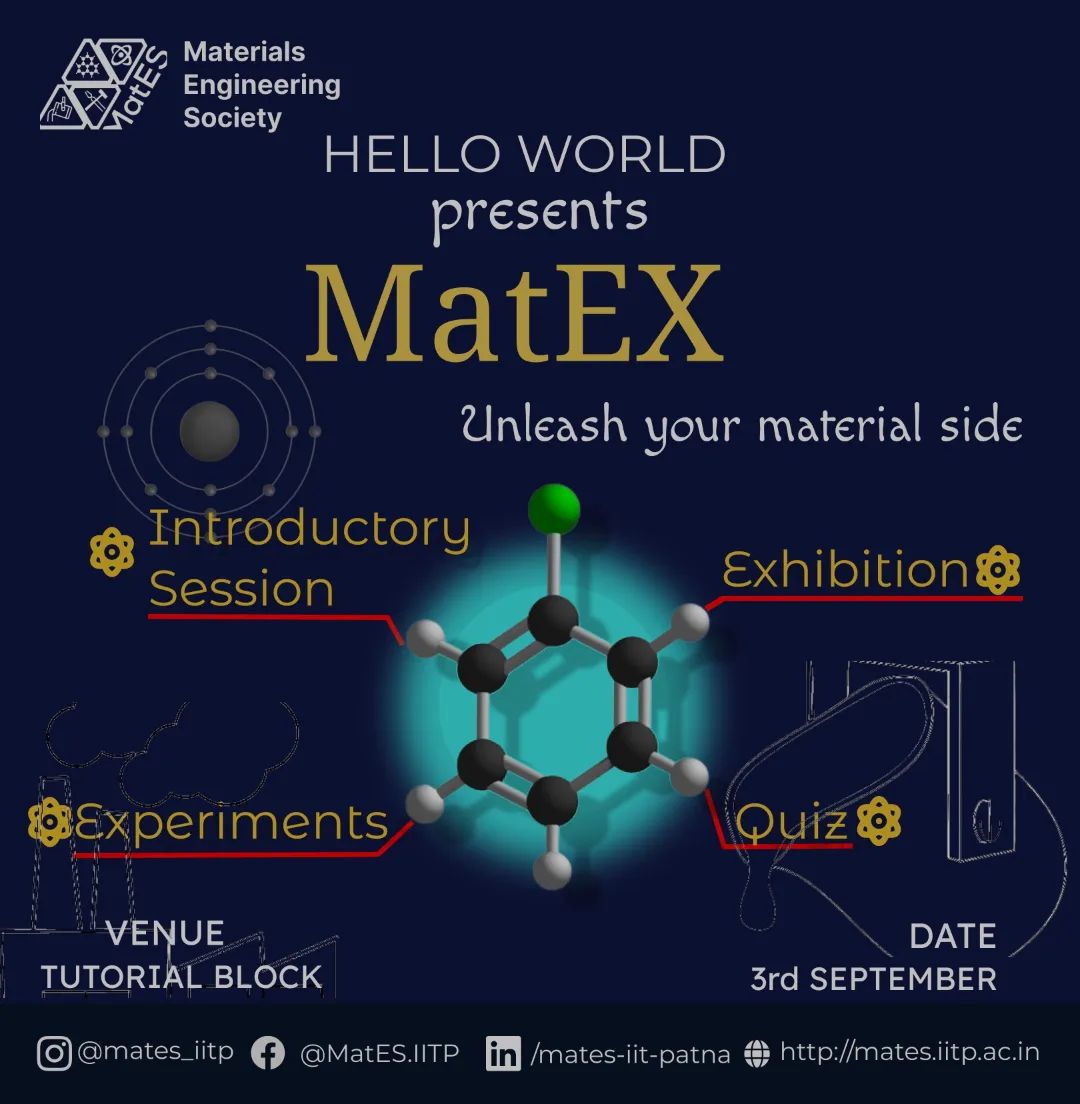 MatES
Materials
Engineering
Society
HELLO WORLD
presents
MatEX
Unleash your material side
Introductory
Session
Exhibition
Experiments
Quiz
VENUE
TUTORIAL BLOCK
DATE
3rd SEPTEMBER
@mates_iitp
@MatES.IITP
/mates-iit-patna
http://mates.iitp.ac.in